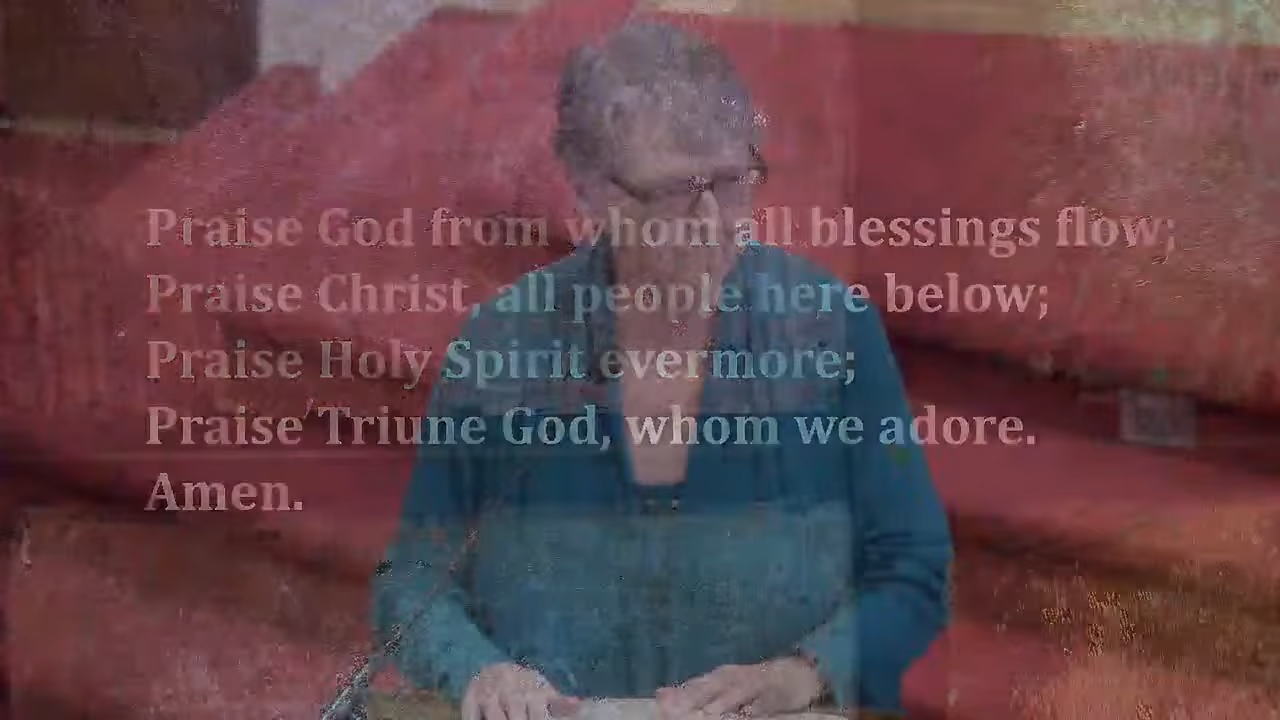 Praise God from whom all blessings flow;
Praise Christ, all people here below;
Praise Holy Spirit evermore;
Praise Triune God, whom we adore.
Amen.